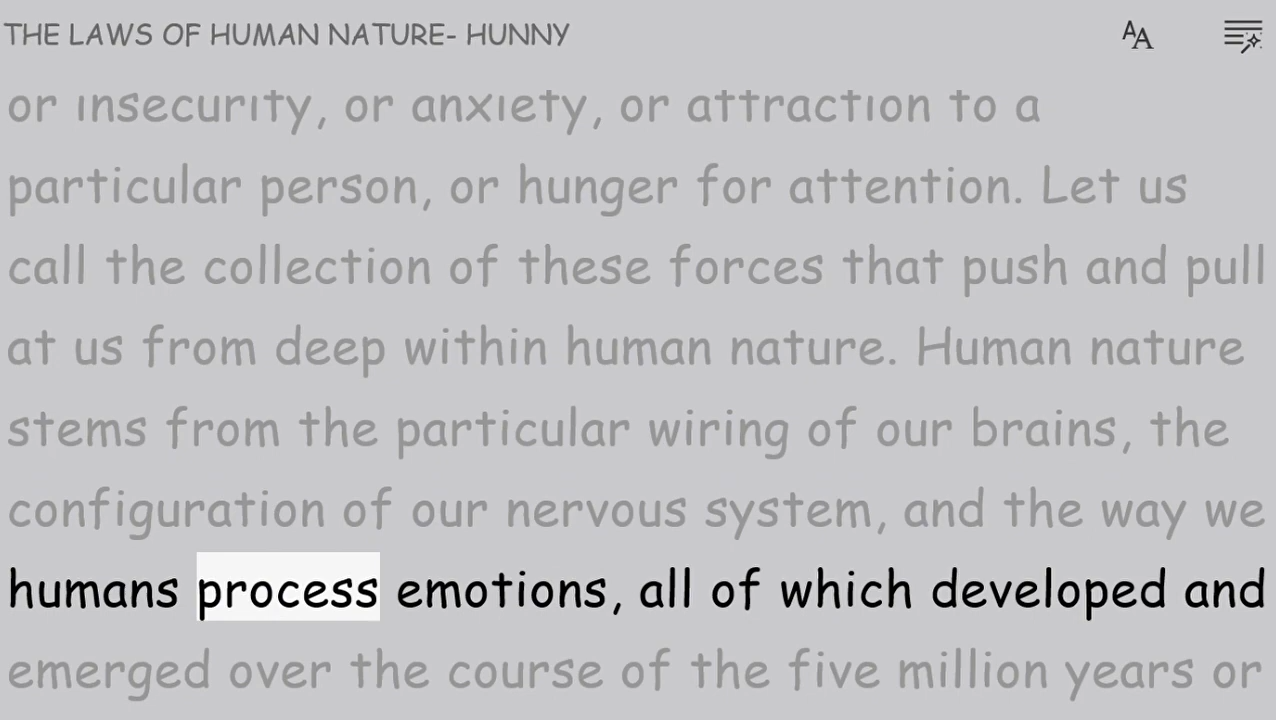 THE LAWS OF HUMAN NATURE- HUNNY
AA
or insecurity, or anxiety, or attraction to a
particular person, or hunger for attention. Let us
call the collection of these forces that push and pull
at us from deep within human nature. Human nature
stems from the particular wiring of our brains, the
configuration of our nervous system, and the way we
humans process emotions, all of which developed and
emerged over the course of the five million years or